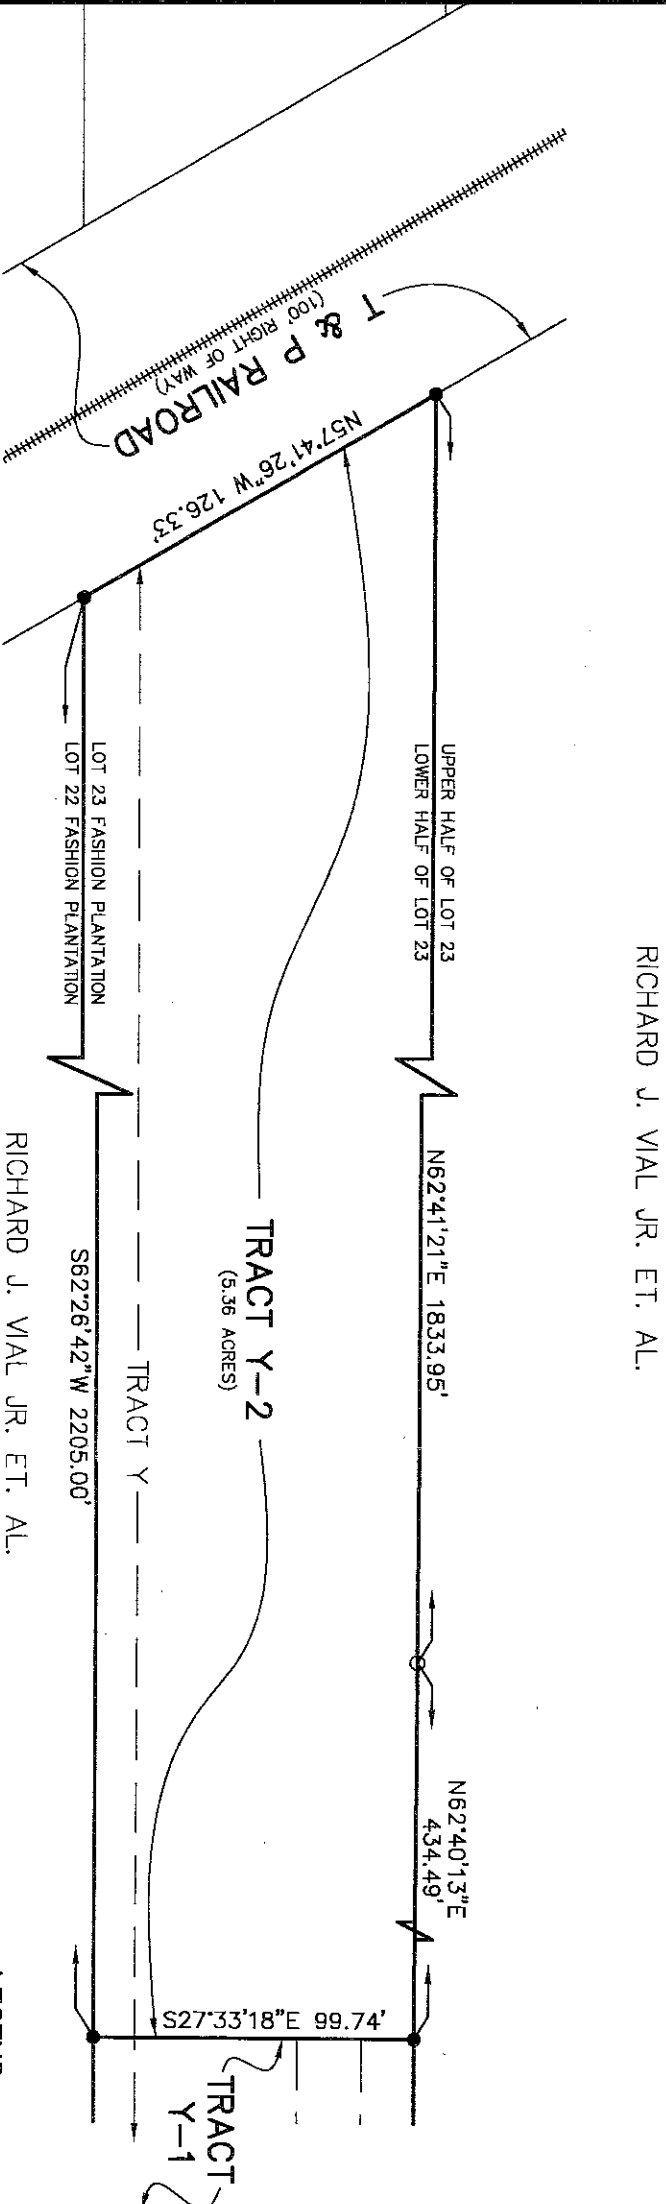 RICHARD J. VIAL JR. ET. AL.
T & P RAILROAD
(100' RIGHT OF WAY)
N57°41'26"W 126.33'
UPPER HALF OF LOT 23
LOWER HALF OF LOT 23
N62°41'21"E 1833.95'
N62°40'13"E
434.49'
TRACT Y-2
(5.36 ACRES)
S27°33'18"E 99.74'
TRACT
Y-1
TRACT Y
LOT 23 FASHION PLANTATION
LOT 22 FASHION PLANTATION
S62°26'42"W 2205.00'
RICHARD J. VIAL JR. ET. AL.